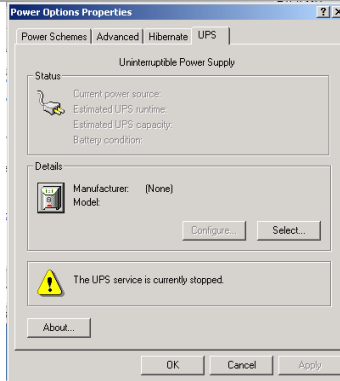 Power Options Properties
Power Schemes Advanced Hibernate UPS
Uninterruptible Power Supply
Status
Current power source:
Estimated UPS runtime:
Estimated UPS capacity:
Battery condition:
Details
Manufacturer: (None)
Model:
Configure... Select...
The UPS service is currently stopped.
About...
OK Cancel Apply